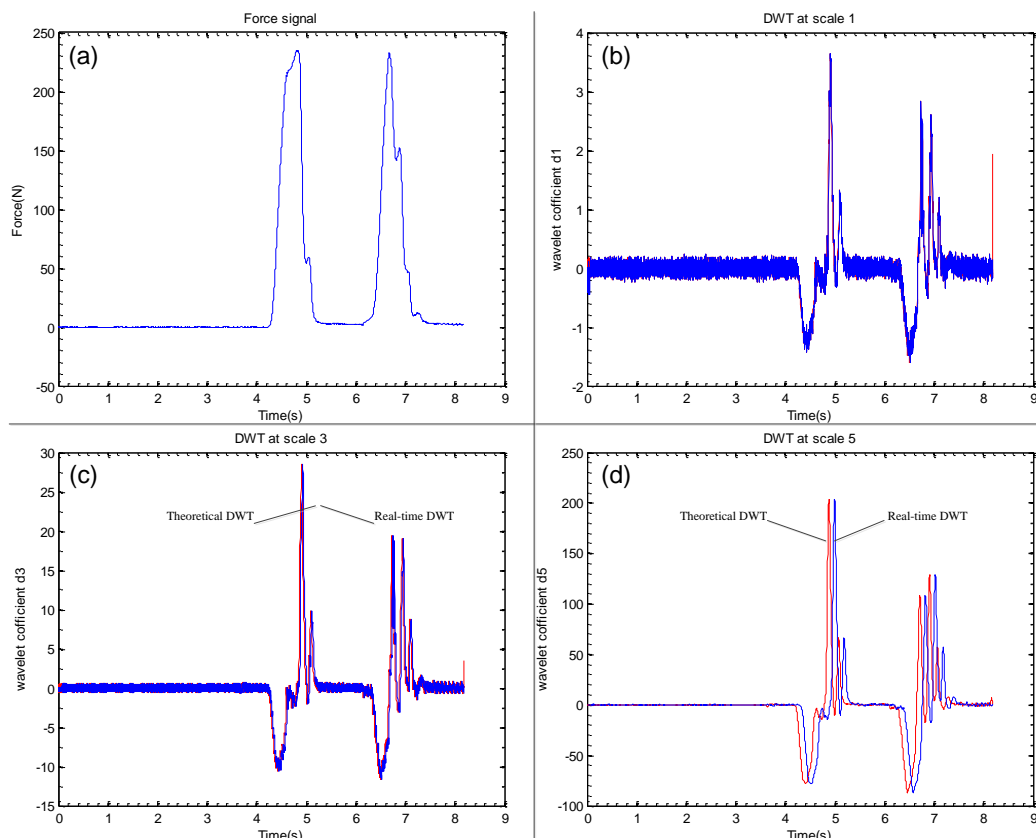 Force signal
(a)
250
200
150
100
50
0
-50
Force(N)
0 1 2 3 4 5 6 7 8 9
Time(s)
DWT at scale 1
(b)
4
3
2
1
0
-1
-2
wavelet cofficient d1
0 1 2 3 4 5 6 7 8 9
Time(s)
DWT at scale 3
(c)
30
25
20
15
10
5
0
-5
-10
-15
wavelet cofficient d3
Theoretical DWT Real-time DWT
0 1 2 3 4 5 6 7 8 9
Time(s)
DWT at scale 5
(d)
250
200
150
100
50
0
-50
-100
wavelet cofficient d5
Theoretical DWT Real-time DWT
0 1 2 3 4 5 6 7 8 9
Time(s)